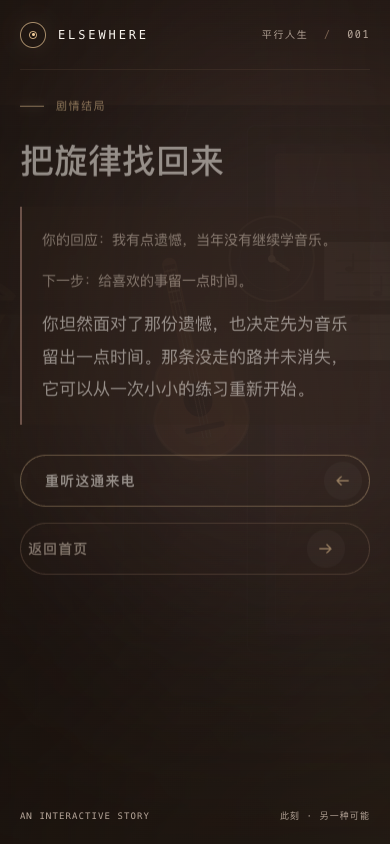 ELSEWHERE
平行人生 / 001
剧情结局
把旋律找回来
你的回应：我有点遗憾，当年没有继续学音乐。
下一步：给喜欢的事留一点时间。
你坦然面对了那份遗憾，也决定先为音乐
留出一点时间。那条没走的路并未消失，
它可以从一次小小的练习重新开始。
重听这通来电
返回首页
AN INTERACTIVE STORY
此刻 · 另一种可能